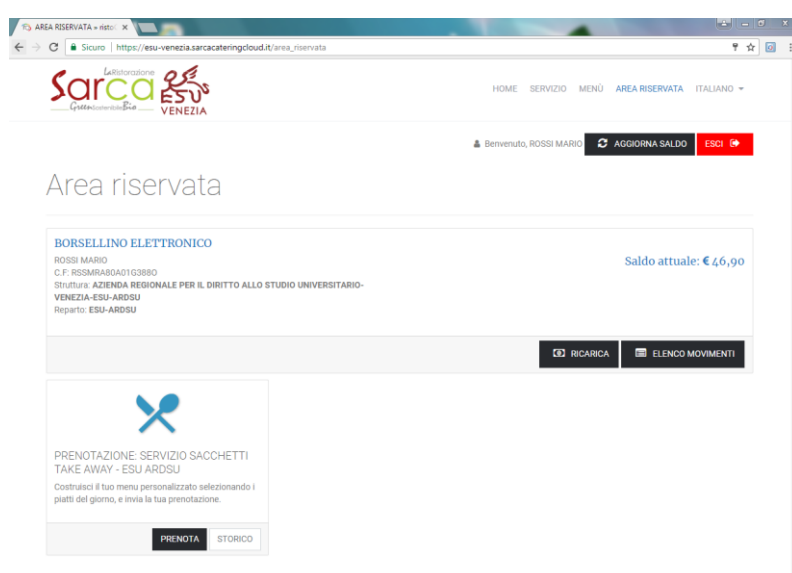 AREA RISERVATA » risto
Sicuro | https://esu-venezia.sarcacateringcloud.it/area_riservata
LaRistorazione
Sarca ESU
GreenSostenibileBio VENEZIA
HOME SERVIZIO MENÙ AREA RISERVATA ITALIANO
Benvenuto, ROSSI MARIO AGGIORNA SALDO ESCI
Area riservata
BORSELLINO ELETTRONICO
ROSSI MARIO
Saldo attuale: € 46,90
C.F: RSSMRA80A01G388O
Struttura: AZIENDA REGIONALE PER IL DIRITTO ALLO STUDIO UNIVERSITARIO-
VENEZIA-ESU-ARDSU
Reparto: ESU-ARDSU
RICARICA ELENCO MOVIMENTI
PRENOTAZIONE: SERVIZIO SACCHETTI
TAKE AWAY - ESU ARDSU
Costruisci il tuo menu personalizzato selezionando i
piatti del giorno, e invia la tua prenotazione.
PRENOTA STORICO